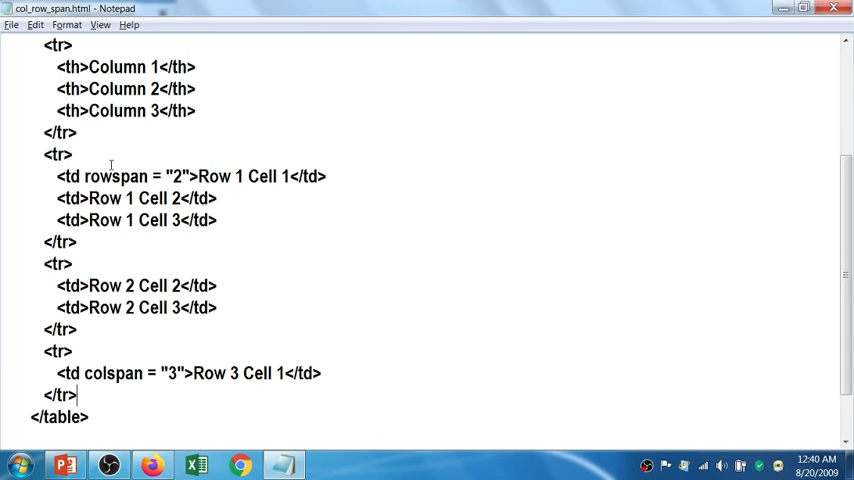 col_row_span.html - Notepad
File Edit Format View Help
<tr>
<th>Column 1</th>
<th>Column 2</th>
<th>Column 3</th>
</tr>
<tr>
<td rowspan = "2">Row 1 Cell 1</td>
<td>Row 1 Cell 2</td>
<td>Row 1 Cell 3</td>
</tr>
<tr>
<td>Row 2 Cell 2</td>
<td>Row 2 Cell 3</td>
</tr>
<tr>
<td colspan = "3">Row 3 Cell 1</td>
</tr>
</table>
12:40 AM
8/20/2009